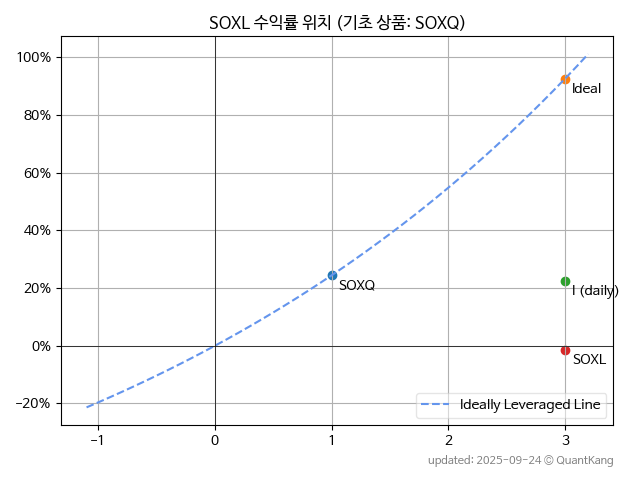 SOXL 수익률 위치 (기초 상품: SOXQ)
100%
80%
60%
40%
20%
0%
−20%
Ideal
SOXQ
I (daily)
SOXL
Ideally Leveraged Line
−1
0
1
2
3
updated: 2025-09-24 © QuantKang